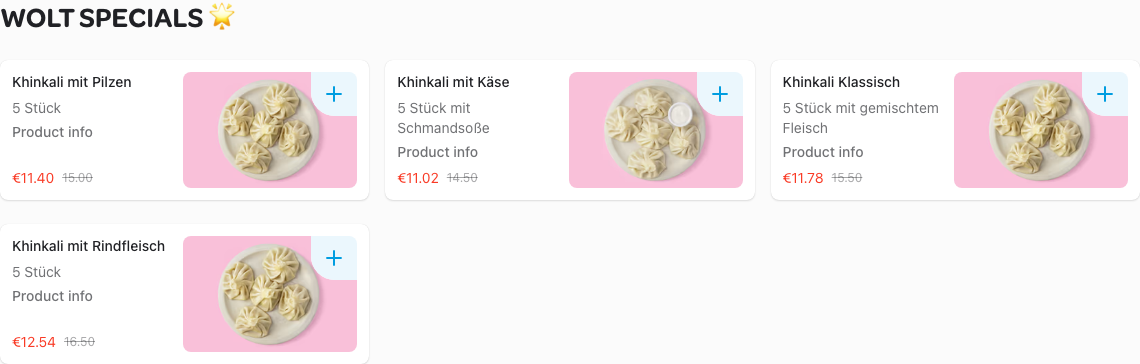 WOLT SPECIALS 🌟
Khinkali mit Pilzen
5 Stück
Product info
€11.40 15.00
Khinkali mit Käse
5 Stück mit
Schmandsoße
Product info
€11.02 14.50
Khinkali Klassisch
5 Stück mit gemischtem
Fleisch
Product info
€11.78 15.50
Khinkali mit Rindfleisch
5 Stück
Product info
€12.54 16.50